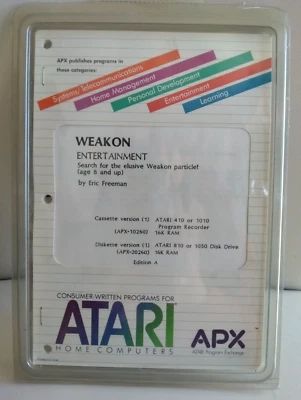 APX publishes programs in
these categories:
Systems/Telecommunications
Home Management
Personal Development
Entertainment
Learning
WEAKON
ENTERTAINMENT
Search for the elusive Weakon particle!
(age 8 and up)
by Eric Freeman
Cassette version (1) ATARI 410 or 1010
Program Recorder
(APX-10260) 16K RAM
Diskette version (1) ATARI 810 or 1050 Disk Drive
(APX-20260) 16K RAM
Edition A
CONSUMER-WRITTEN PROGRAMS FOR
ATARI APX
HOME COMPUTERS ATARI Program Exchange